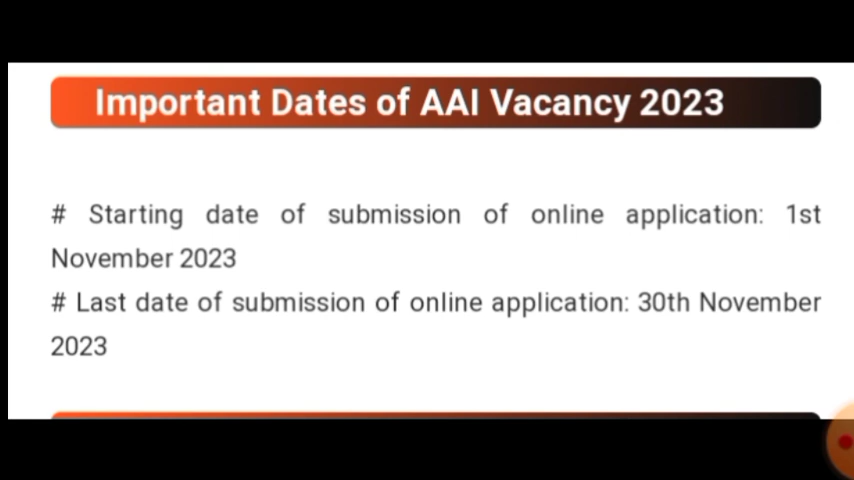 Important Dates of AAI Vacancy 2023
# Starting date of submission of online application: 1st
November 2023
# Last date of submission of online application: 30th November
2023